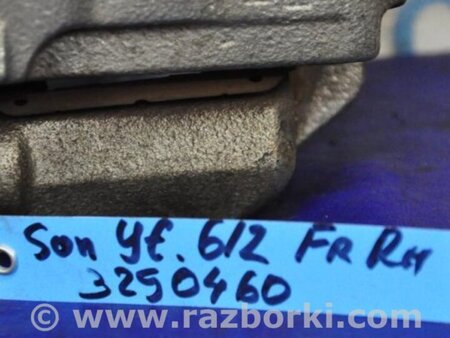 Son Yf. 6/2 FR RH
3250460
© www.razborki.com/